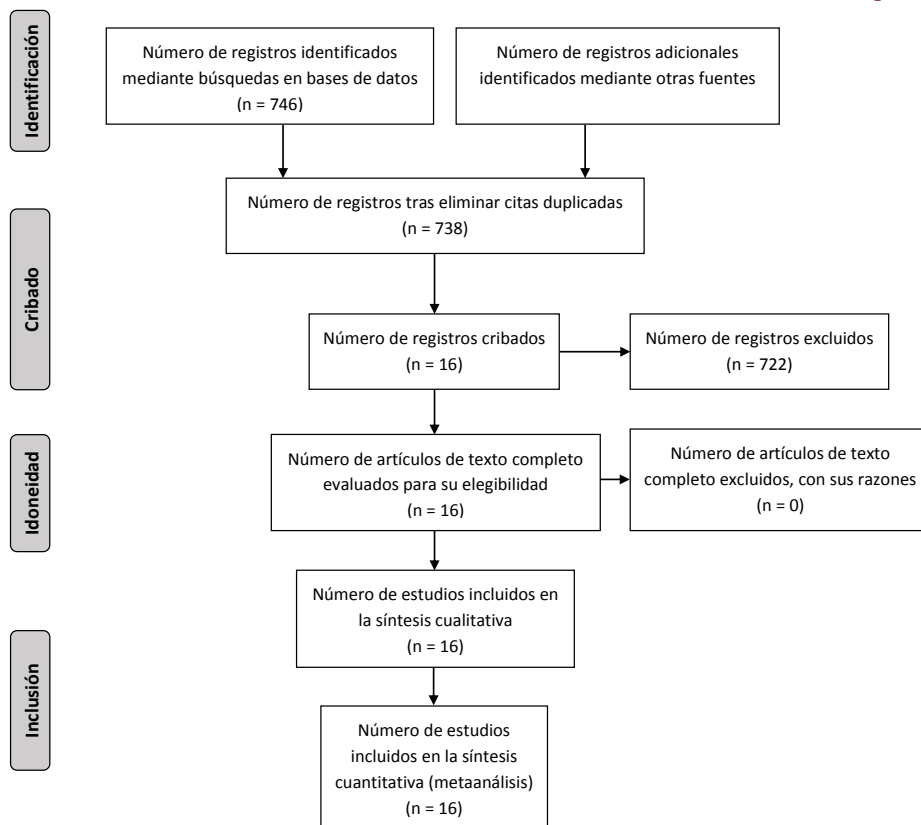 Identificación
Número de registros identificados
mediante búsquedas en bases de datos
(n = 746)
Número de registros adicionales
identificados mediante otras fuentes
Número de registros tras eliminar citas duplicadas
(n = 738)
Cribado
Número de registros cribados
(n = 16)
Número de registros excluidos
(n = 722)
Idoneidad
Número de artículos de texto completo
evaluados para su elegibilidad
(n = 16)
Número de artículos de texto
completo excluidos, con sus razones
(n = 0)
Inclusión
Número de estudios incluidos en
la síntesis cualitativa
(n = 16)
Número de estudios
incluidos en la síntesis
cuantitativa (metaanálisis)
(n = 16)